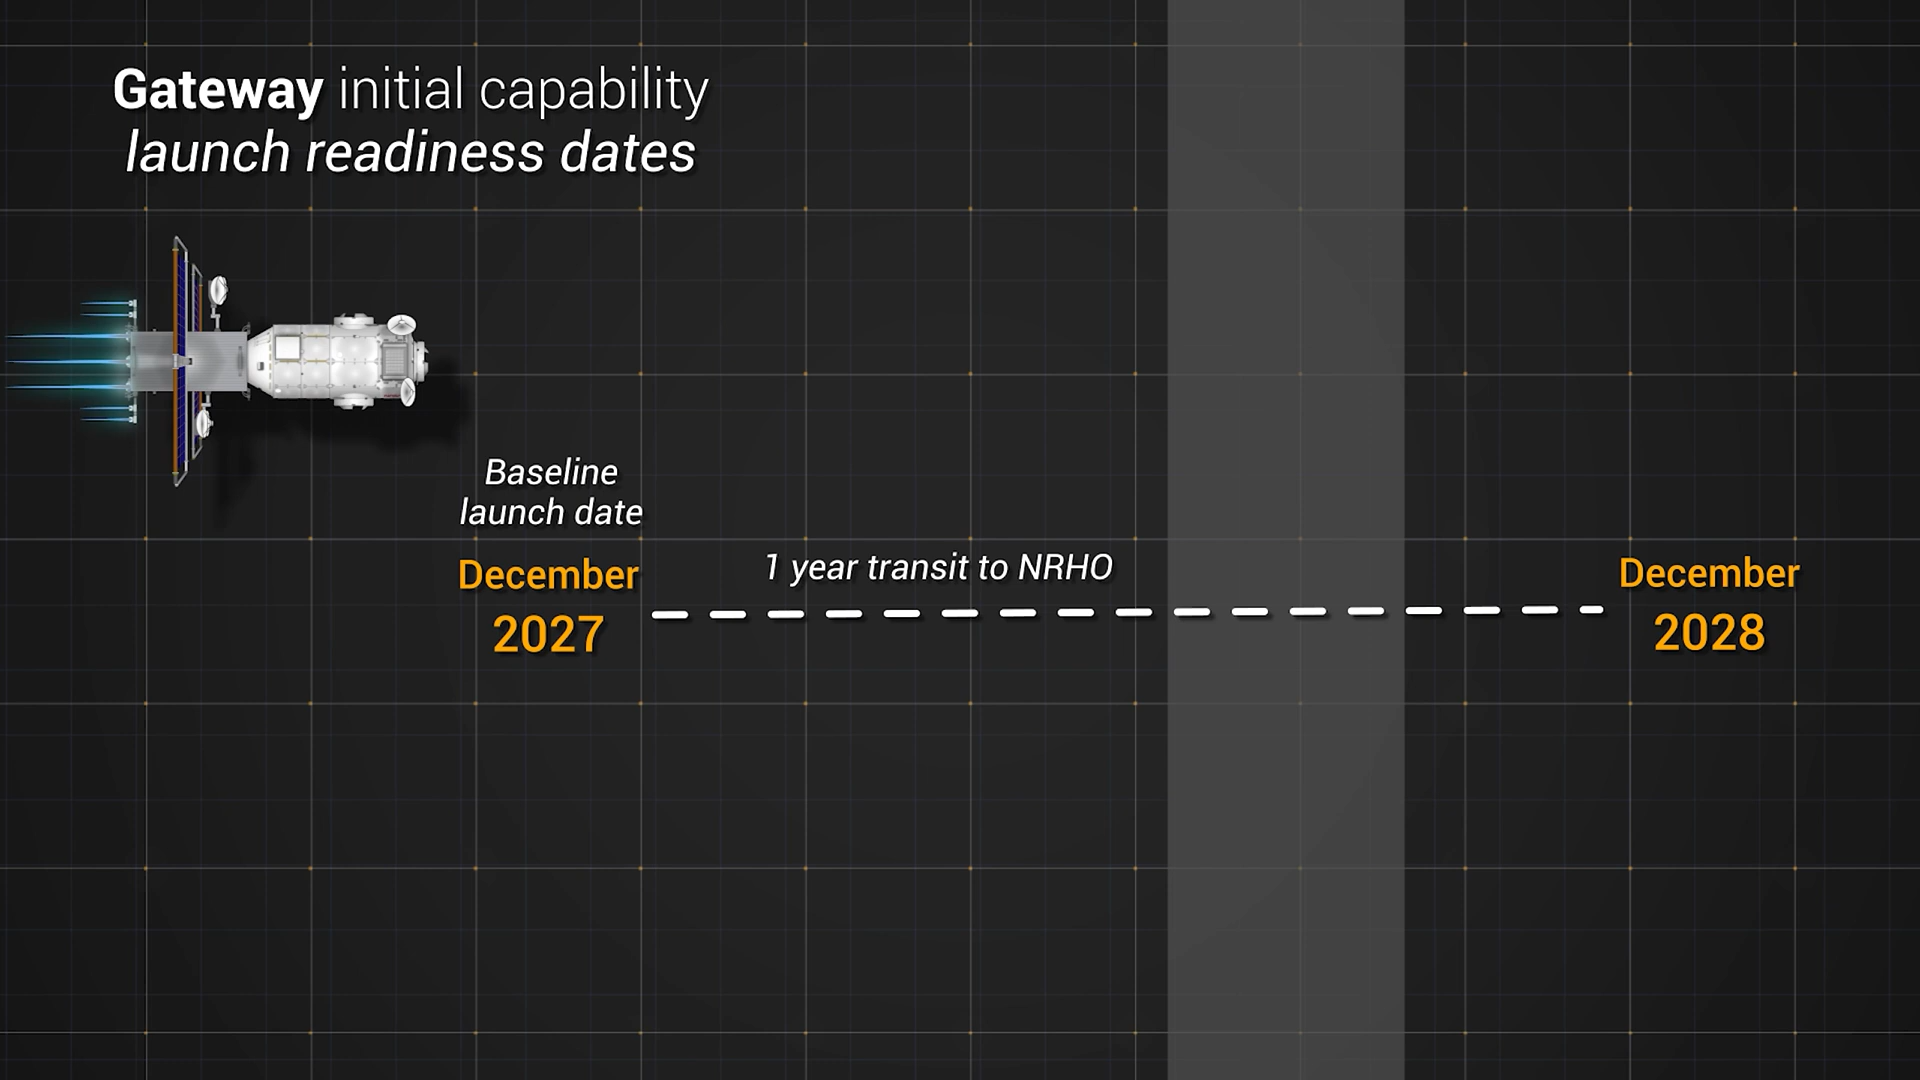 Gateway initial capability
launch readiness dates
Baseline
launch date
December
2027
1 year transit to NRHO
December
2028